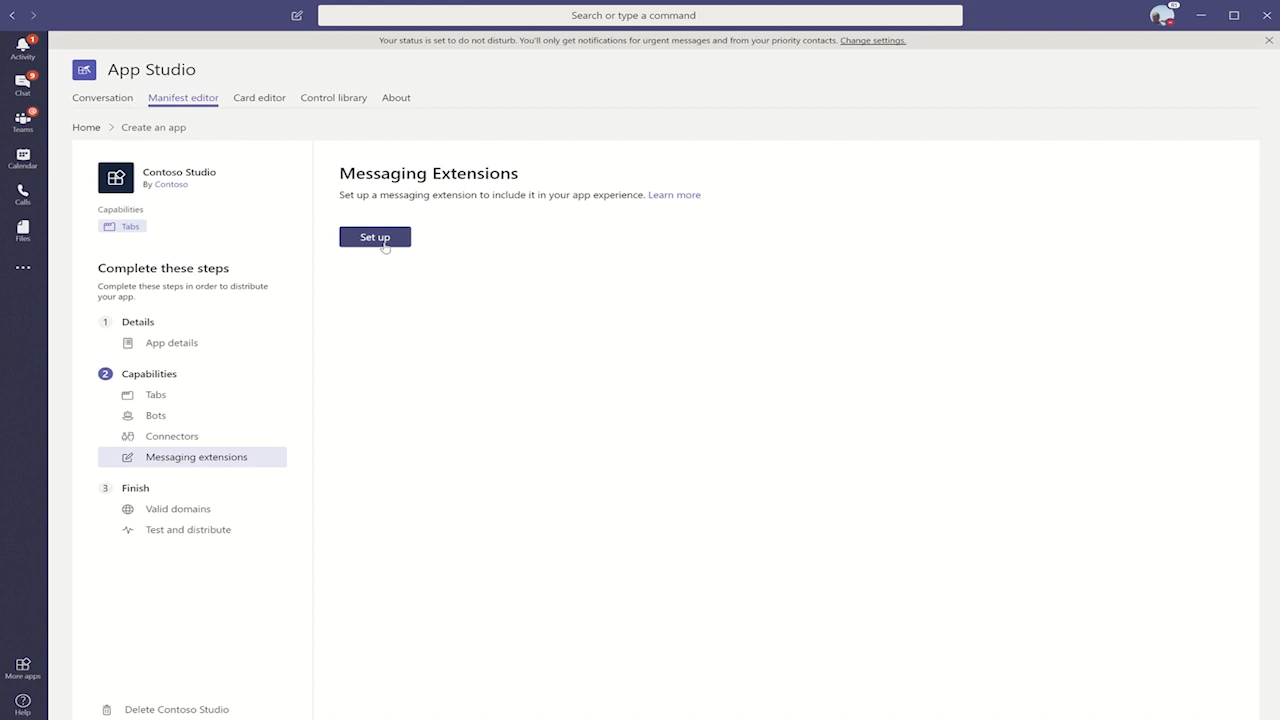 Search or type a command
Your status is set to do not disturb. You'll only get notifications for urgent messages and from your priority contacts. Change settings.
1
Activity
9
Chat
Teams
Calendar
Calls
Files
More apps
Help
App Studio
Conversation
Manifest editor
Card editor
Control library
About
Home > Create an app
Contoso Studio
By Contoso
Capabilities
Tabs
Complete these steps
Complete these steps in order to distribute
your app.
1 Details
App details
2 Capabilities
Tabs
Bots
Connectors
Messaging extensions
3 Finish
Valid domains
Test and distribute
Delete Contoso Studio
Messaging Extensions
Set up a messaging extension to include it in your app experience. Learn more
Set up